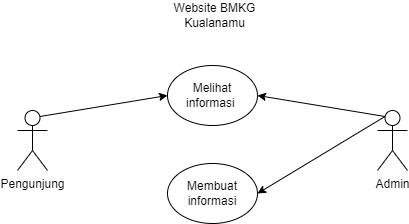 Website BMKG
Kualanamu
Melihat
informasi
Pengunjung
Admin
Membuat
informasi